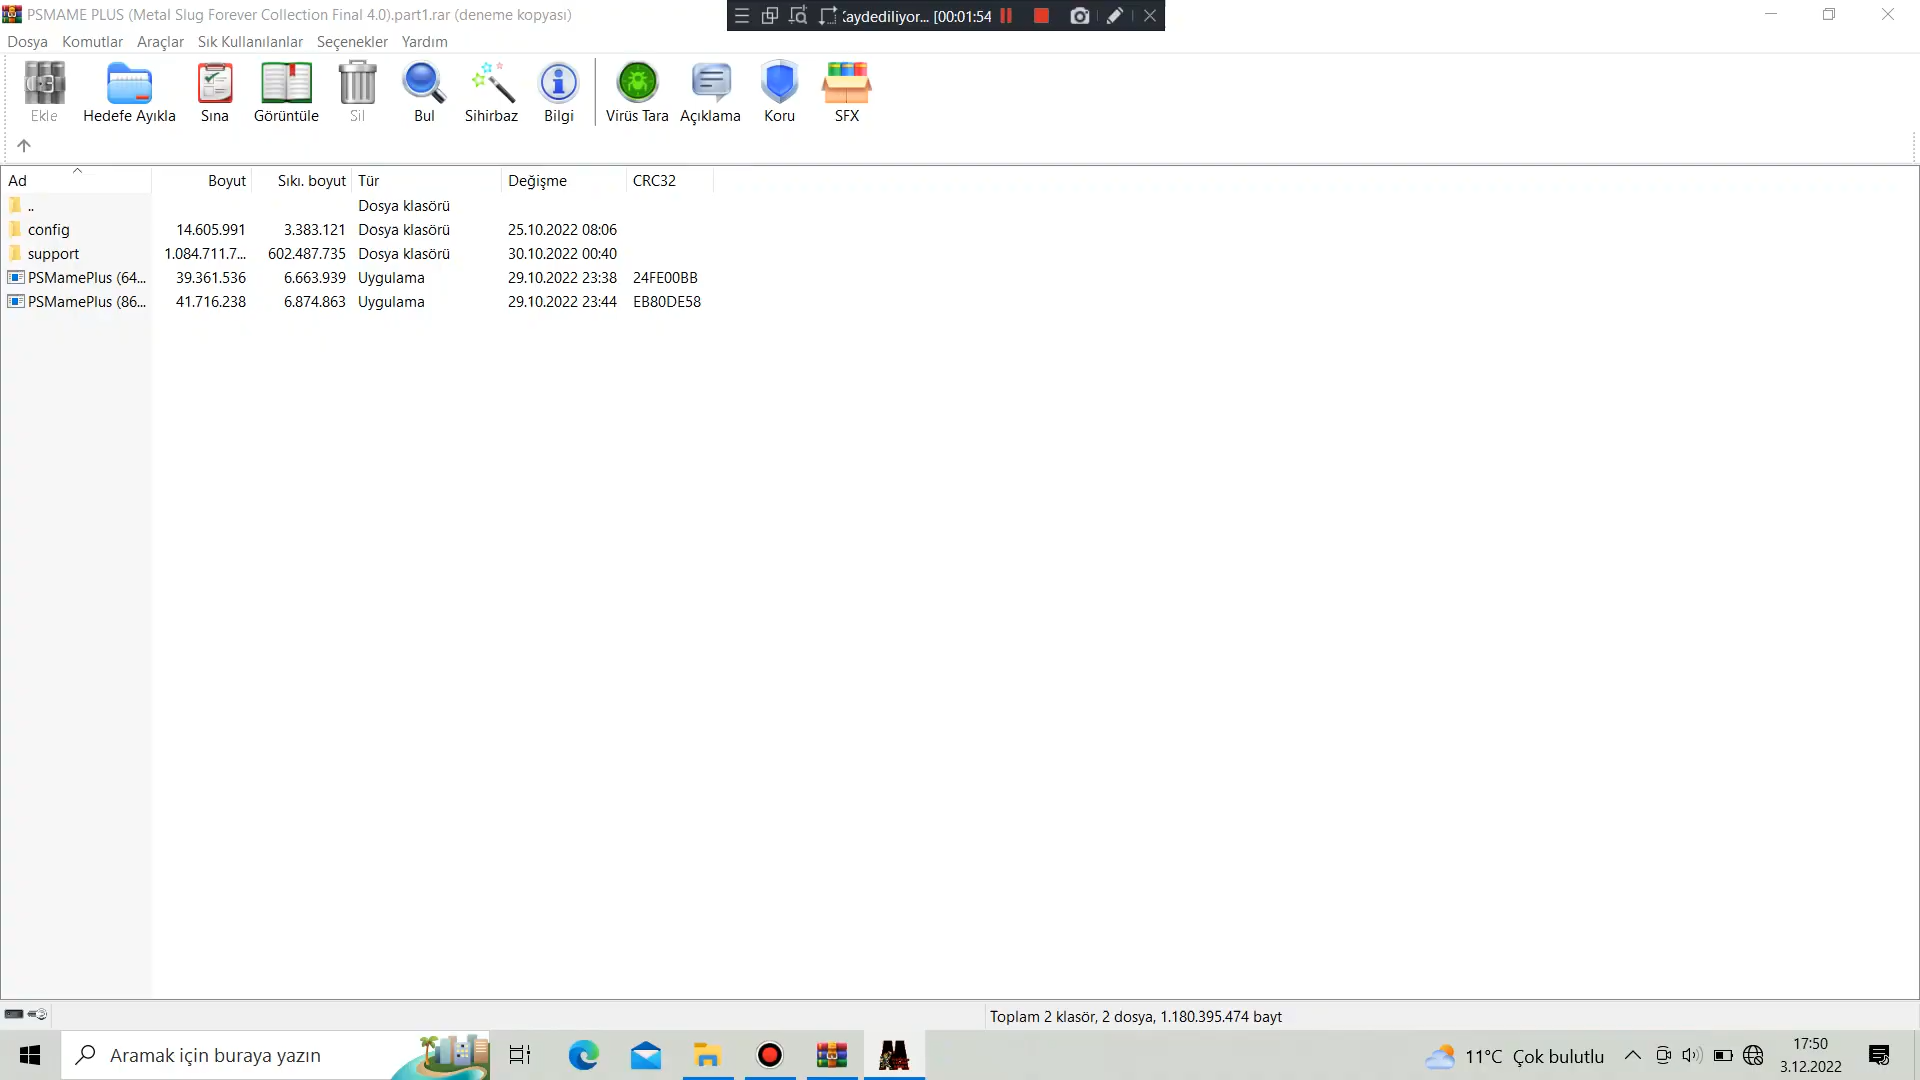 PSMAME PLUS (Metal Slug Forever Collection Final 4.0).part1.rar (deneme kopyası)
Kaydediliyor... [00:01:54
Dosya Komutlar Araçlar Sık Kullanılanlar Seçenekler Yardım
Ekle Hedefe Ayıkla Sına Görüntüle Sil Bul Sihirbaz Bilgi Virüs Tara Açıklama Koru SFX
Ad Boyut Sıkı. boyut Tür Değişme CRC32
.. Dosya klasörü
config 14.605.991 3.383.121 Dosya klasörü 25.10.2022 08:06
support 1.084.711.7... 602.487.735 Dosya klasörü 30.10.2022 00:40
PSMamePlus (64... 39.361.536 6.663.939 Uygulama 29.10.2022 23:38 24FE00BB
PSMamePlus (86... 41.716.238 6.874.863 Uygulama 29.10.2022 23:44 EB80DE58
Toplam 2 klasör, 2 dosya, 1.180.395.474 bayt
Aramak için buraya yazın
11°C Çok bulutlu
17:50
3.12.2022